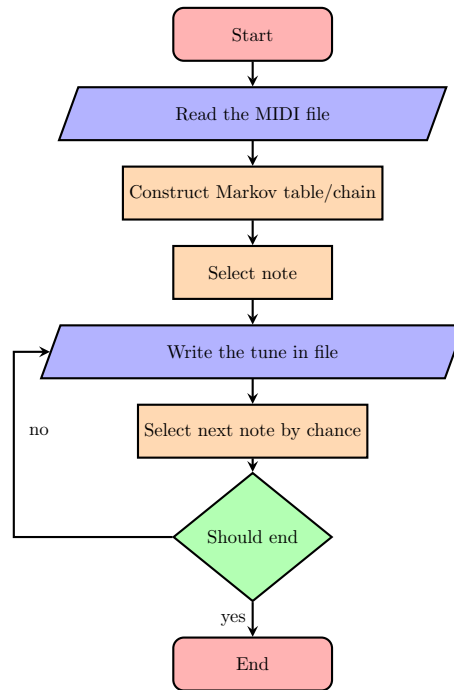 Start
Read the MIDI file
Construct Markov table/chain
Select note
Write the tune in file
Select next note by chance
no
Should end
yes
End